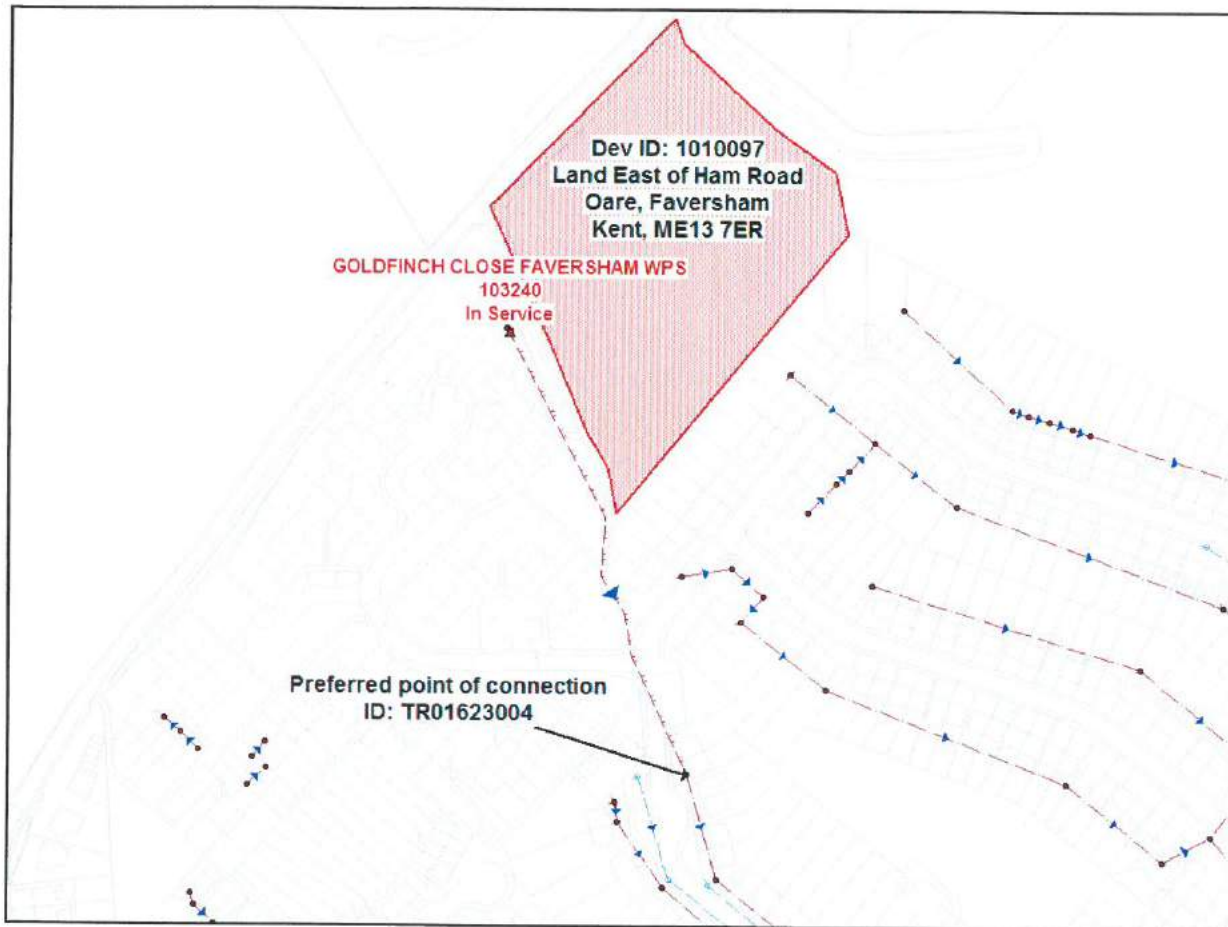 Dev ID: 1010097
Land East of Ham Road
Oare, Faversham
Kent, ME13 7ER
GOLDFINCH CLOSE FAVERSHAM WPS
103240
In Service
Preferred point of connection
ID: TR01623004